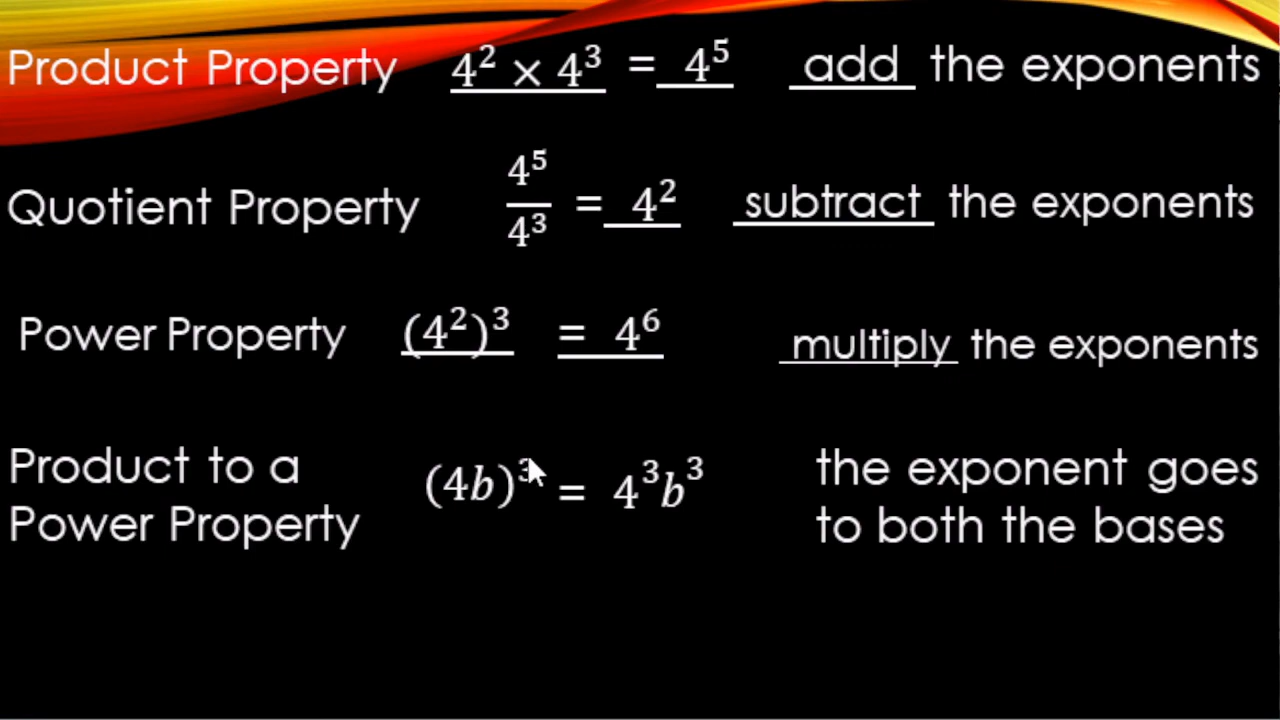 Product Property 4² × 4³ = 4⁵ add the exponents
Quotient Property 4⁵/4³ = 4² subtract the exponents
Power Property (4²)³ = 4⁶ multiply the exponents
Product to a (4b)³ = 4³b³ the exponent goes
Power Property to both the bases